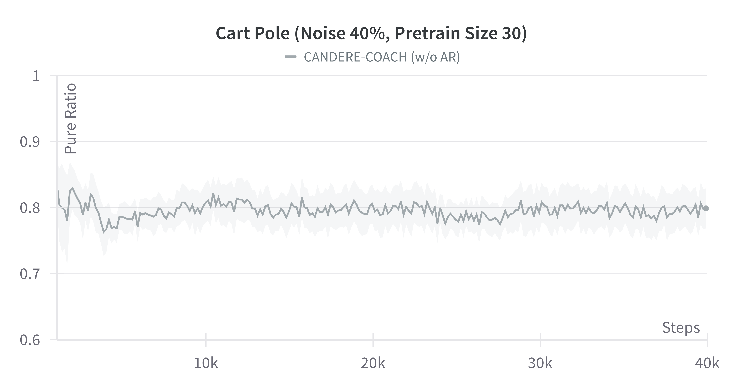 Cart Pole (Noise 40%, Pretrain Size 30)
CANDERE-COACH (w/o AR)
1
Pure Ratio
0.9
0.8
0.7
0.6
Steps
10k 20k 30k 40k